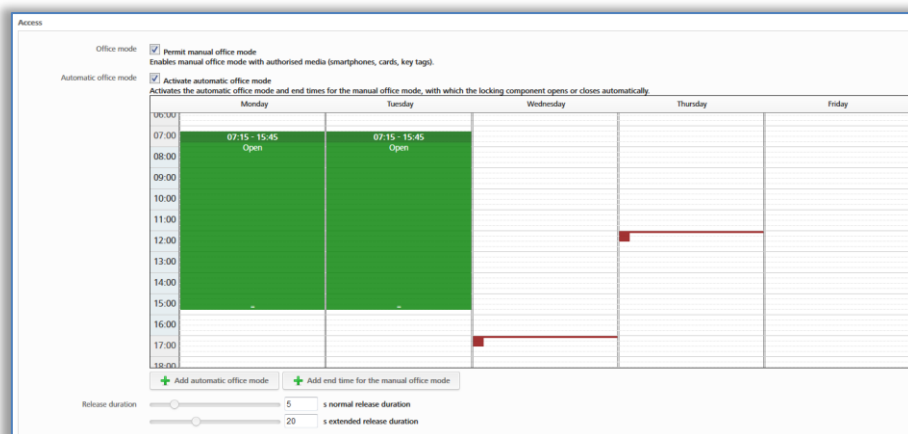 Access
Office mode
Permit manual office mode
Enables manual office mode with authorised media (smartphones, cards, key tags).
Automatic office mode
Activate automatic office mode
Activates the automatic office mode and end times for the manual office mode, with which the locking component opens or closes automatically.
Monday Tuesday Wednesday Thursday Friday
06:00
07:00 07:15 - 15:45 07:15 - 15:45
Open Open
08:00
09:00
10:00
11:00
12:00
13:00
14:00
15:00
16:00
17:00
18:00
Add automatic office mode Add end time for the manual office mode
Release duration 5 s normal release duration
20 s extended release duration